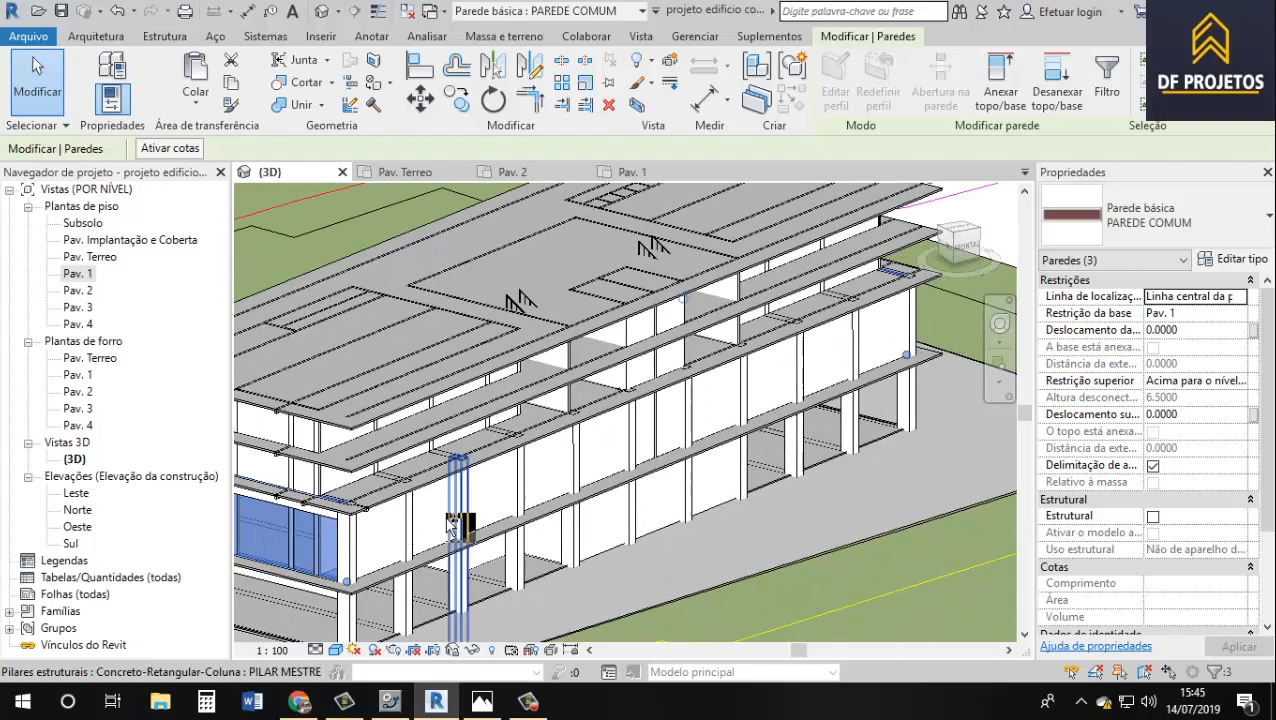 Parede básica : PAREDE COMUM
projeto edificio co...
Digite palavra-chave ou frase
Efetuar login
Arquivo
Arquitetura
Estrutura
Aço
Sistemas
Inserir
Anotar
Analisar
Massa e terreno
Colaborar
Vista
Gerenciar
Suplementos
Modificar | Paredes
DF PROJETOS
Modificar
Colar
Junta
Cortar
Unir
Editar perfil
Redefinir perfil
Abertura na parede
Anexar topo/base
Desanexar topo/base
Filtro
Selecionar
Propriedades
Área de transferência
Geometria
Modificar
Vista
Medir
Criar
Modo
Modificar parede
Seleção
Modificar | Paredes
Ativar cotas
Navegador de projeto - projeto edificio co...
(3D)
Pav. Terreo
Pav. 2
Pav. 1
Propriedades
Vistas (POR NÍVEL)
Plantas de piso
Subsolo
Pav. Implantação e Coberta
Pav. Terreo
Pav. 1
Pav. 2
Pav. 3
Pav. 4
Plantas de forro
Pav. Terreo
Pav. 1
Pav. 2
Pav. 3
Pav. 4
Vistas 3D
(3D)
Elevações (Elevação da construção)
Leste
Norte
Oeste
Sul
Legendas
Tabelas/Quantidades (todas)
Folhas (todas)
Famílias
Grupos
Vínculos do Revit
Parede básica
PAREDE COMUM
Paredes (3)
Editar tipo
Restrições
Linha de localizaç... Linha central da p
Restrição da base Pav. 1
Deslocamento da... 0.0000
A base está anexa...
Distância da exte... 0.0000
Restrição superior Acima para o nível...
Altura desconect... 6.5000
Deslocamento su... 0.0000
O topo está anexa...
Distância da exte... 0.0000
Delimitação de a...
Relativo à massa
Estrutural
Estrutural
Ativar o modelo a...
Uso estrutural Não de aparelho d...
Cotas
Comprimento
Área
Volume
Dados de identidade
Ajuda de propriedades
Aplicar
1 : 100
Pilares estruturais : Concreto-Retangular-Coluna : PILAR MESTRE
:0
Modelo principal
:3
15:45
14/07/2019